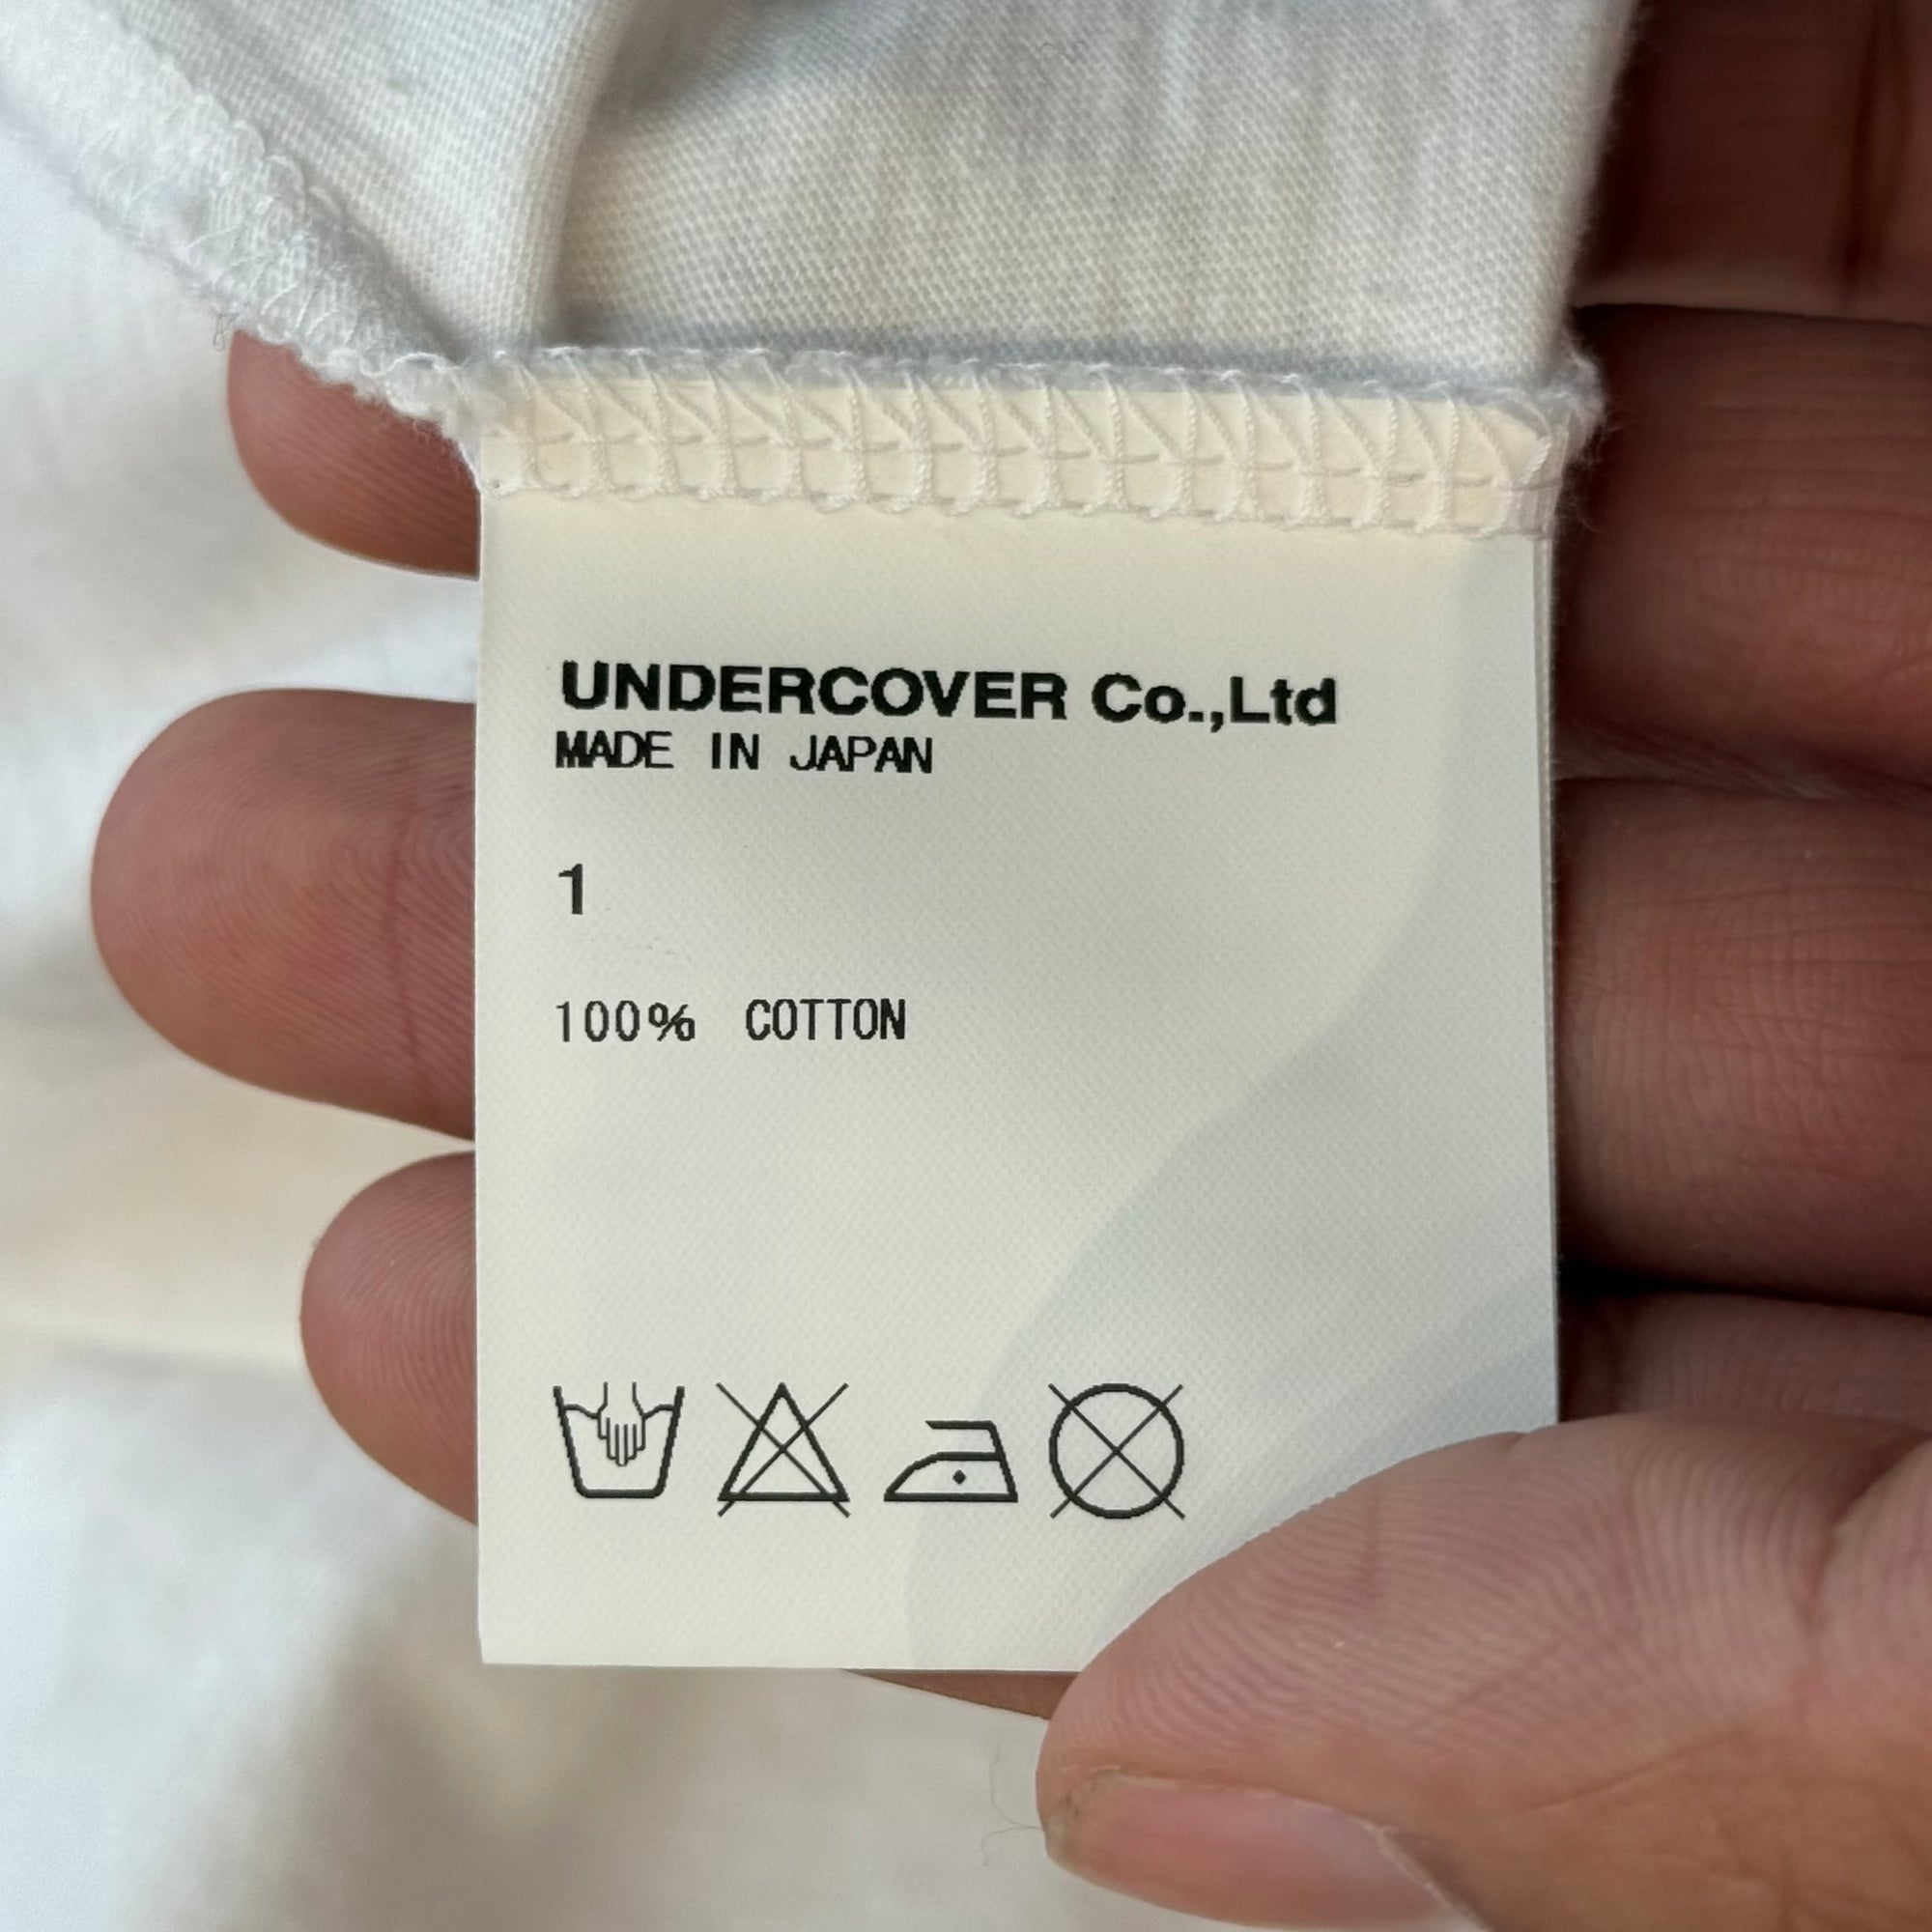 UNDERCOVER Co.,Ltd
MADE IN JAPAN
1
100% COTTON